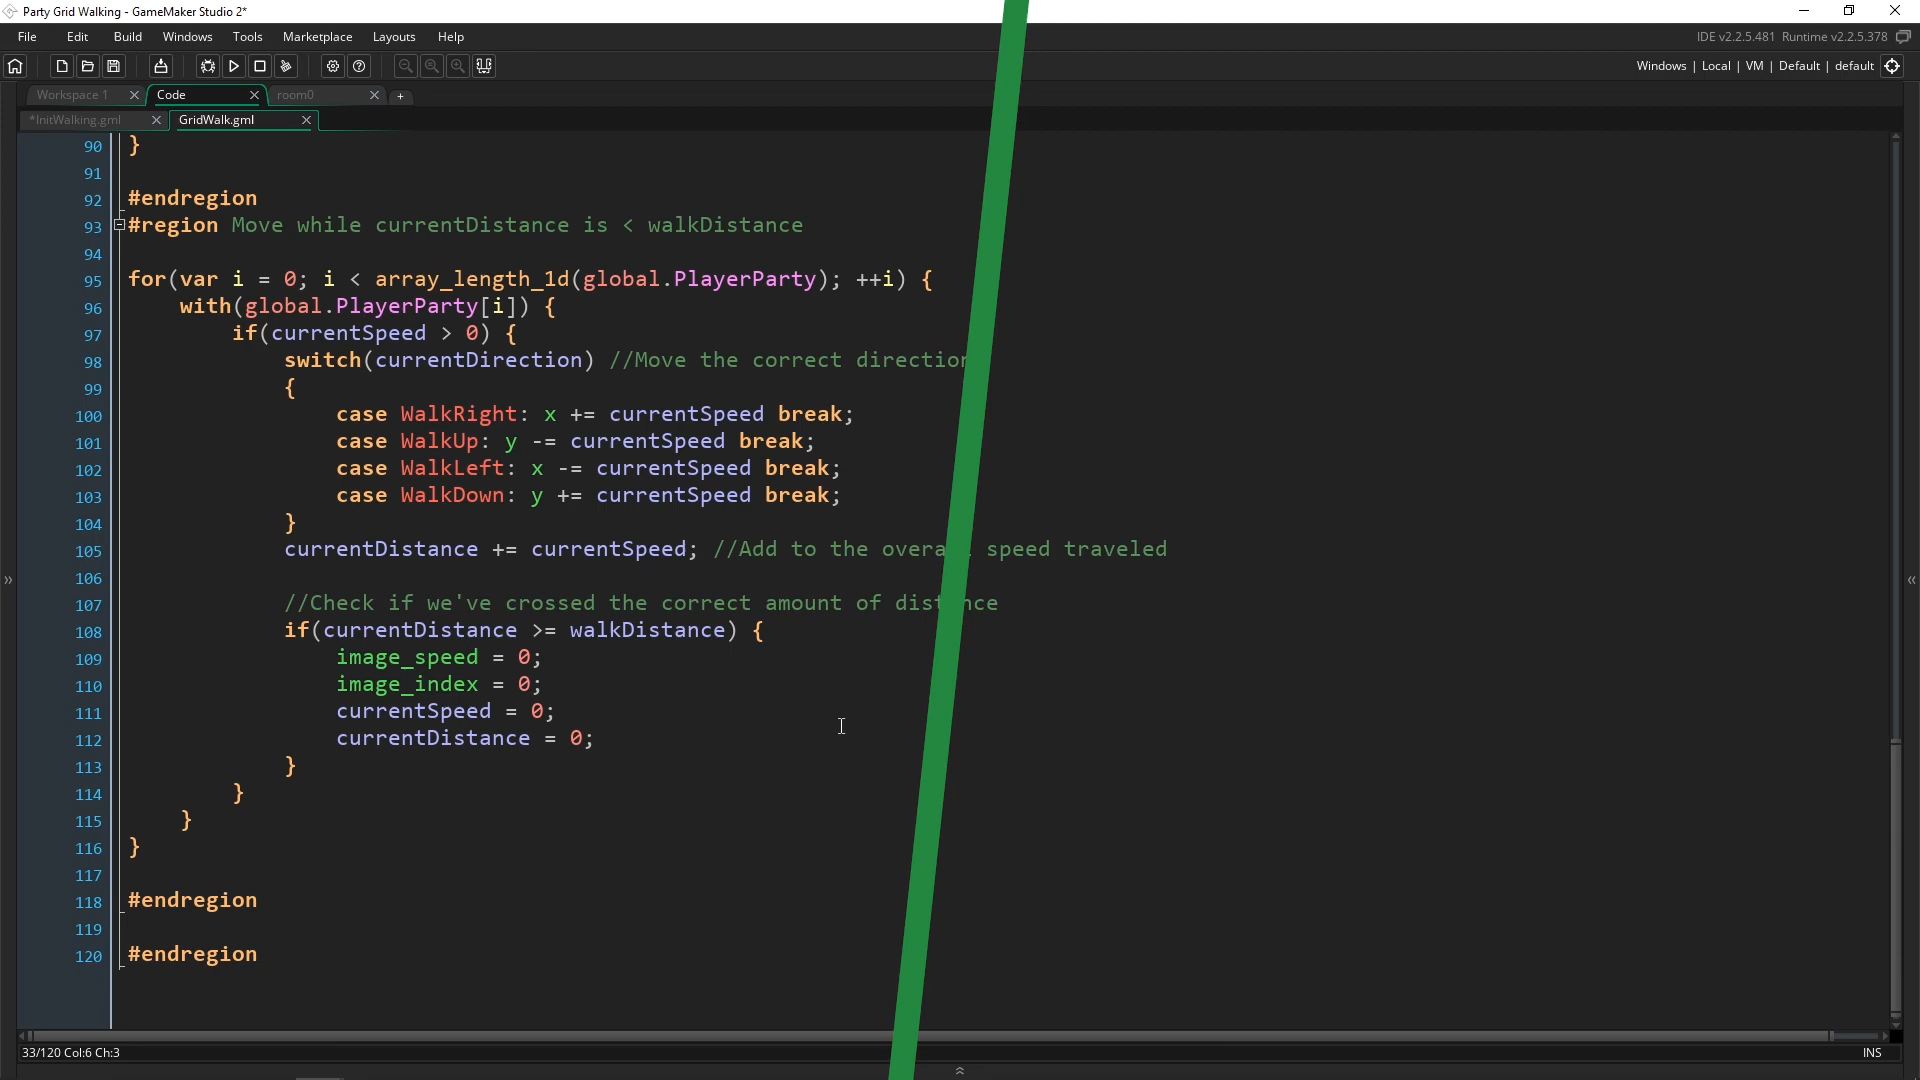 Party Grid Walking - GameMaker Studio 2*
File Edit Build Windows Tools Marketplace Layouts Help
IDE v2.2.5.481 Runtime v2.2.5.378
Windows | Local | VM | Default | default
Workspace 1 Code room0 +
*InitWalking.gml GridWalk.gml
90 }
91
92 #endregion
93 #region Move while currentDistance is < walkDistance
94
95 for(var i = 0; i < array_length_1d(global.PlayerParty); ++i) {
96 with(global.PlayerParty[i]) {
97 if(currentSpeed > 0) {
98 switch(currentDirection) //Move the correct direction
99 {
100 case WalkRight: x += currentSpeed break;
101 case WalkUp: y -= currentSpeed break;
102 case WalkLeft: x -= currentSpeed break;
103 case WalkDown: y += currentSpeed break;
104 }
105 currentDistance += currentSpeed; //Add to the overall speed traveled
106
107 //Check if we've crossed the correct amount of distance
108 if(currentDistance >= walkDistance) {
109 image_speed = 0;
110 image_index = 0;
111 currentSpeed = 0;
112 currentDistance = 0;
113 }
114 }
115 }
116 }
117
118 #endregion
119
120 #endregion
33/120 Col:6 Ch:3
INS